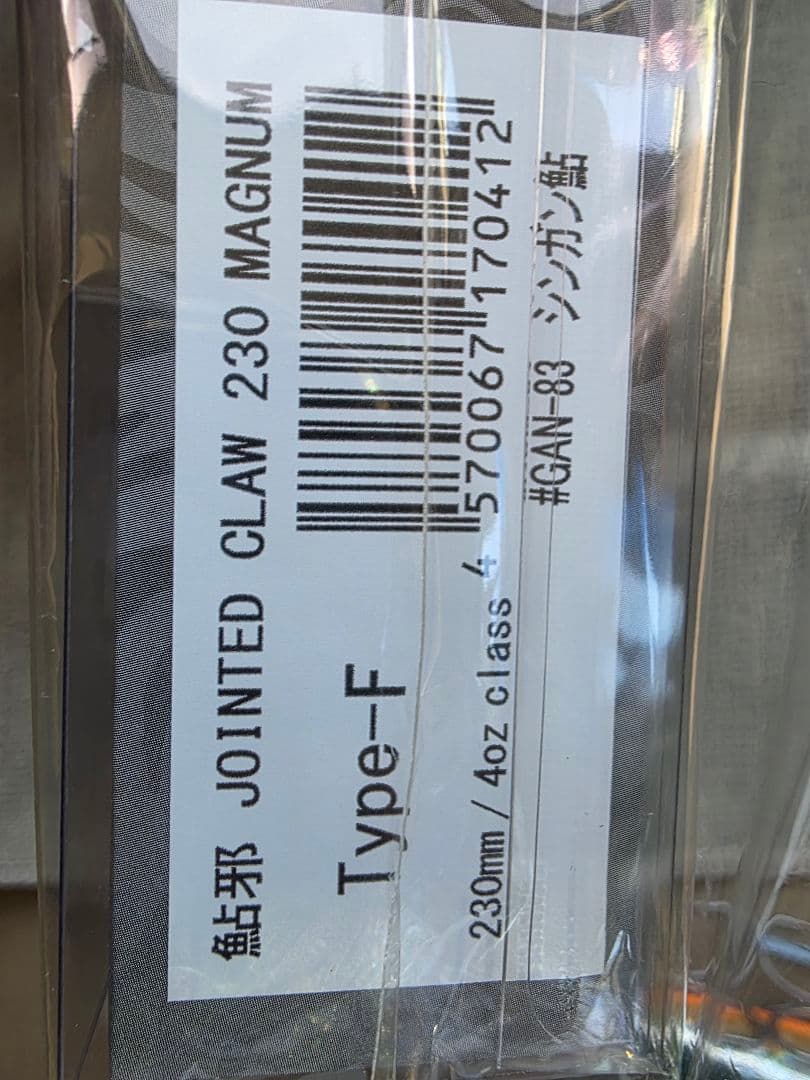 鮎邪 JOINTED CLAW 230 MAGNUM
Type-F
230mm / 4oz class
4 570067 170412
#GAN-83 シンガン鮎